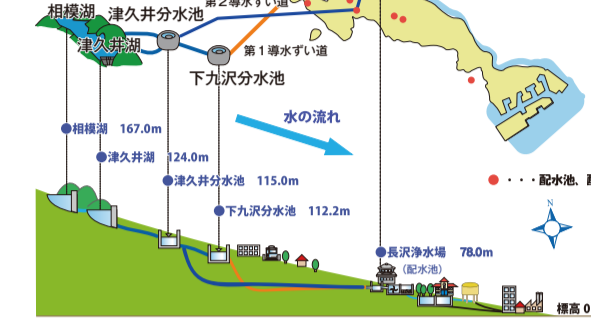 第２導水ずい道
相模湖
津久井分水池
津久井湖
第１導水ずい道
下九沢分水池
水の流れ
相模湖 167.0m
津久井湖 124.0m
津久井分水池 115.0m
・・・配水池、
下九沢分水池 112.2m
N
長沢浄水場 78.0m
（配水池）
標高 0